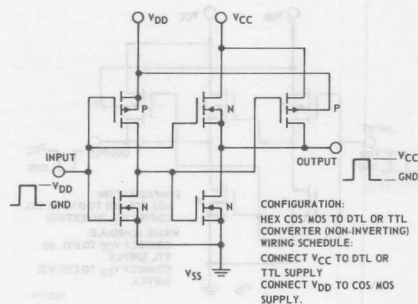 VDD
VCC
P
N
P
INPUT
OUTPUT
VCC
GND
VDD
GND
N
N
VSS
CONFIGURATION:
HEX COS MOS TO DTL OR TTL
CONVERTER (NON-INVERTING)
WIRING SCHEDULE:
CONNECT VCC TO DTL OR
TTL SUPPLY
CONNECT VDD TO COS/MOS
SUPPLY.